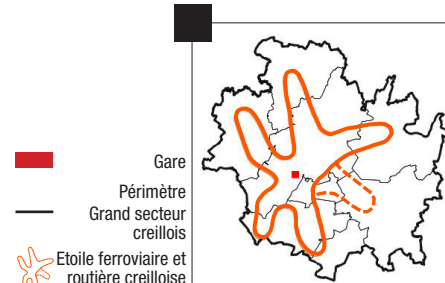 Gare
Périmètre
Grand secteur
creillois
Etoile ferroviaire et
routière creilloise